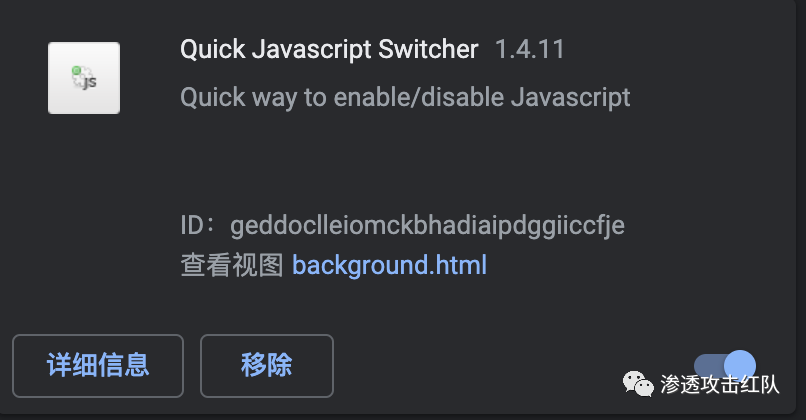 Quick Javascript Switcher 1.4.11
JS
Quick way to enable/disable Javascript
ID：geddoclleiomckbhadiaipdggiiccfje
查看视图 background.html
详细信息 移除
渗透攻击红队